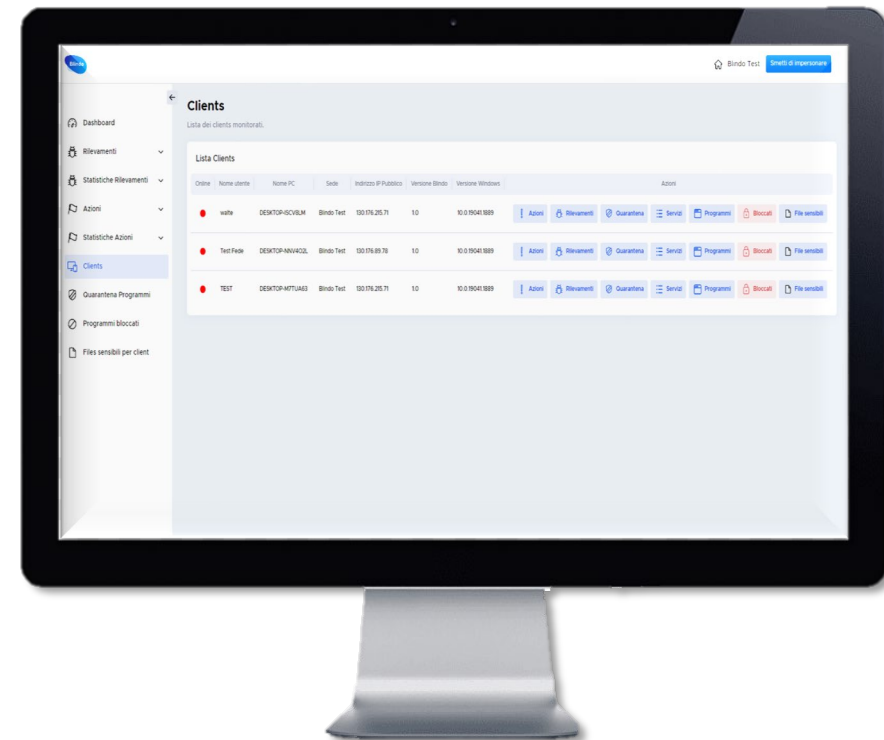 Bindo
Bindo Test
Smetti di impersonare
Clients
Lista dei clients monitorati.
Dashboard
Rilevamenti
Statistiche Rilevamenti
Azioni
Statistiche Azioni
Clients
Quarantena Programmi
Programmi bloccati
Files sensibili per client
Lista Clients
Online Nome utente Nome PC Sede Indirizzo IP Pubblico Versione Bindo Versione Windows Azioni
Bindo Test 130.176.215.71 1.0 10.0.19041.1889 Azioni Rilevamenti Quarantena Servizi Programmi Bloccati File sensibili
Test Fede DESKTOP-NNV4O2L Bindo Test 130.176.89.78 1.0 10.0.19041.1889 Azioni Rilevamenti Quarantena Servizi Programmi Bloccati File sensibili
TEST DESKTOP-M7TUA63 Bindo Test 130.176.215.71 1.0 10.0.19041.1889 Azioni Rilevamenti Quarantena Servizi Programmi Bloccati File sensibili